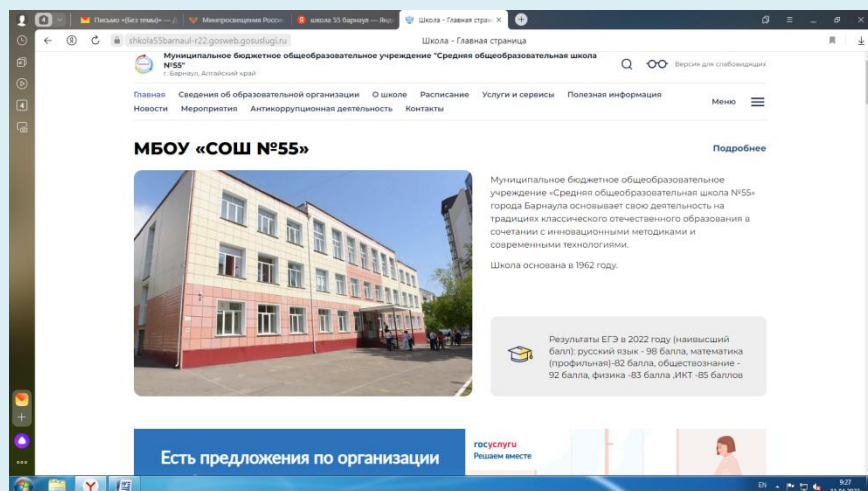 4
Письмо «(Без темы)» —
Минпросвещения Росси
школа 55 барнаул — Янд
Школа - Главная стран
shkola55barnaul-r22.gosweb.gosuslugi.ru
Школа - Главная страница
4
Муниципальное бюджетное общеобразовательное учреждение "Средняя общеобразовательная школа
№55"
г. Барнаул, Алтайский край
Версия для слабовидящих
Главная Сведения об образовательной организации О школе Расписание Услуги и сервисы Полезная информация
Новости Мероприятия Антикоррупционная деятельность Контакты
Меню
МБОУ «СОШ №55»
Подробнее
Муниципальное бюджетное общеобразовательное
учреждение «Средняя общеобразовательная школа №55»
города Барнаула основывает свою деятельность на
традициях классического отечественного образования в
сочетании с инновационными методиками и
современными технологиями.
Школа основана в 1962 году.
Результаты ЕГЭ в 2022 году (наивысший
балл): русский язык - 98 балла, математика
(профильная)-82 балла, обществознание -
92 балла, физика -83 балла ,ИКТ -85 баллов
Есть предложения по организации
госуслуги
Решаем вместе
EN
9:27